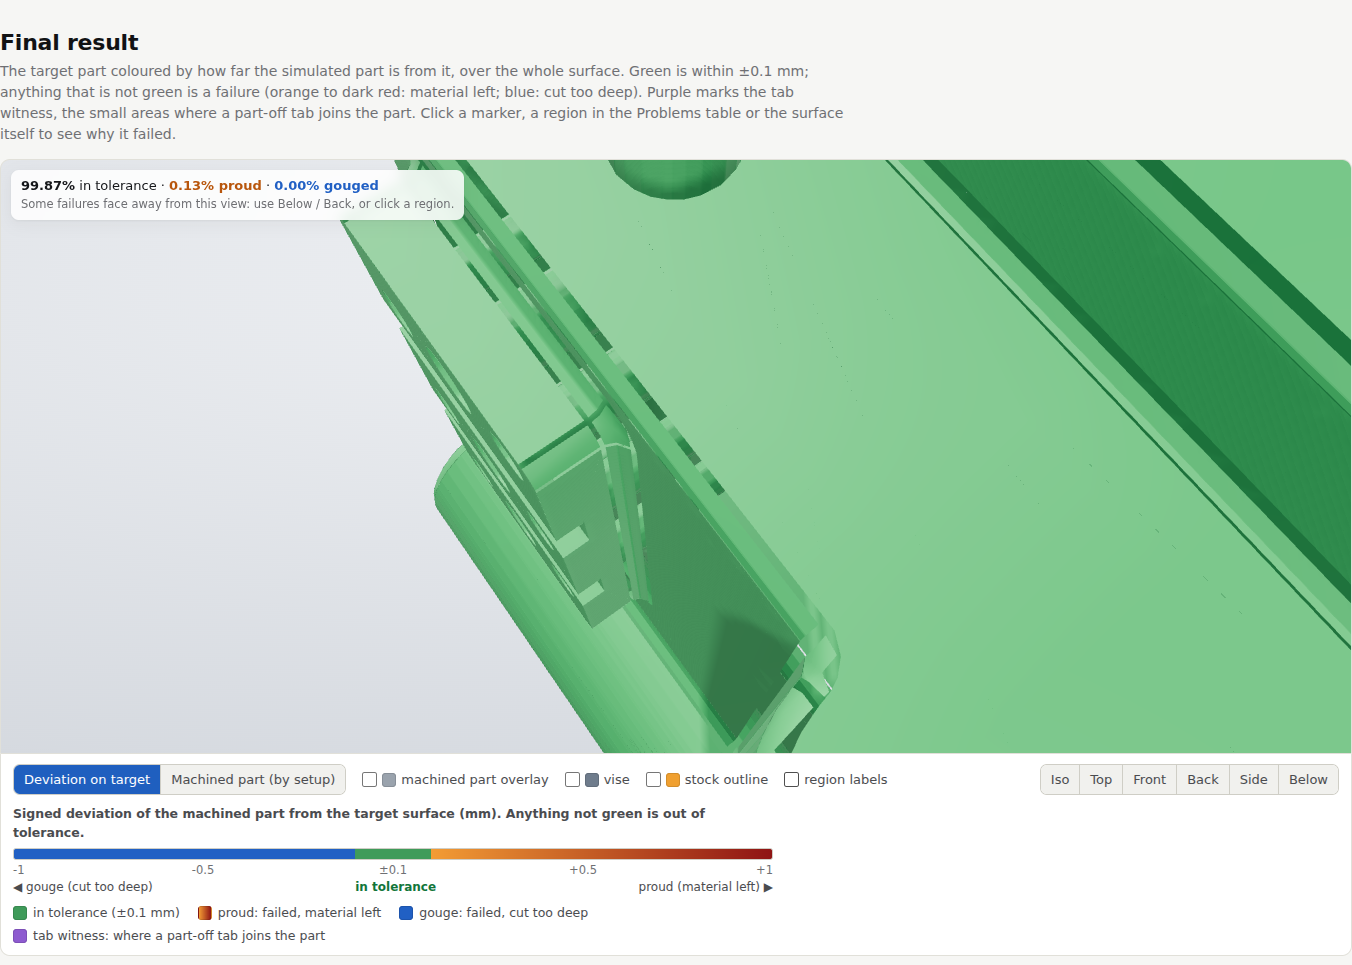 Final result
The target part coloured by how far the simulated part is from it, over the whole surface. Green is within ±0.1 mm;
anything that is not green is a failure (orange to dark red: material left; blue: cut too deep). Purple marks the tab
witness, the small areas where a part-off tab joins the part. Click a marker, a region in the Problems table or the surface
itself to see why it failed.
99.87% in tolerance · 0.13% proud · 0.00% gouged
Some failures face away from this view: use Below / Back, or click a region.
Deviation on target Machined part (by setup) machined part overlay vise stock outline region labels Iso Top Front Back Side Below
Signed deviation of the machined part from the target surface (mm). Anything not green is out of
tolerance.
-1 -0.5 ±0.1 +0.5 +1
◀ gouge (cut too deep) in tolerance proud (material left) ▶
in tolerance (±0.1 mm) proud: failed, material left gouge: failed, cut too deep
tab witness: where a part-off tab joins the part